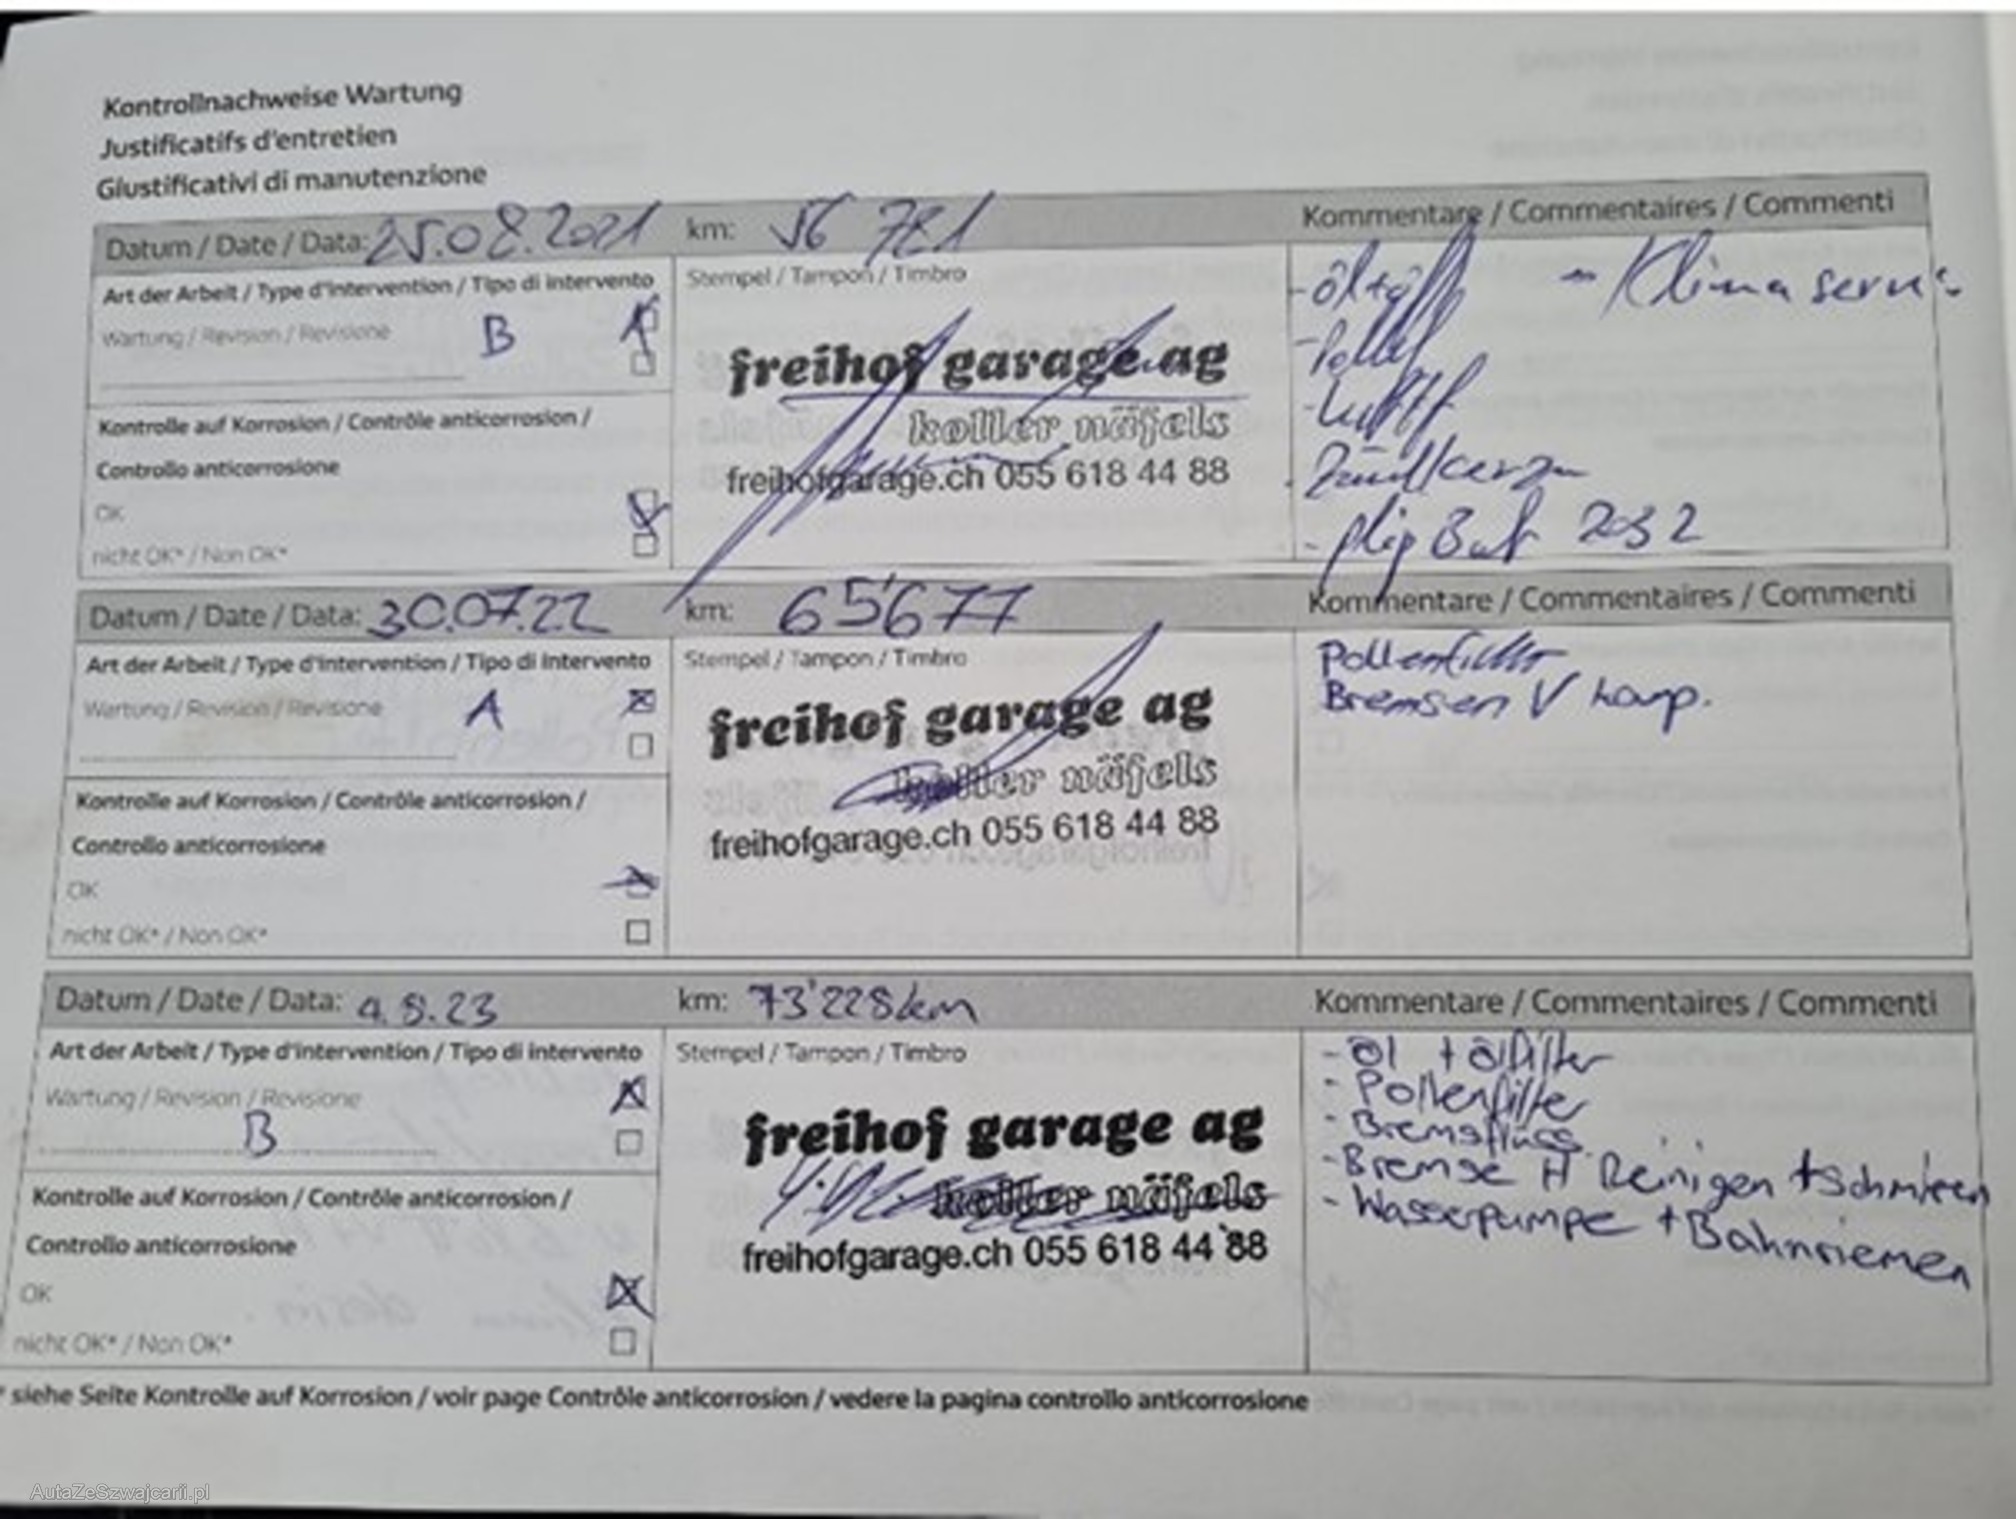 Kontrollnachweise Wartung
Justificatifs d'entretien
Giustificativi di manutenzione
Datum / Date / Data: 25.08.2021 km: 56 781 Kommentare / Commentaires / Commenti
Art der Arbeit / Type d'intervention / Tipo di intervento Stempel / Tampon / Timbro - Klima
Wartung / Revision / Revisione B
freihof garage ag
koller näfels
Kontrolle auf Korrosion / Contrôle anticorrosion /
Controllo anticorrosione
freihofgarage.ch 055 618 44 88
Zündkerzen
OK
- Bat 2032
nicht OK* / Non OK*
Datum / Date / Data: 30.07.22 km: 65'677 Kommentare / Commentaires / Commenti
Art der Arbeit / Type d'intervention / Tipo di intervento Stempel / Tampon / Timbro Pollenfilter
Wartung / Revision / Revisione A Bremsen V komp.
freihof garage ag
koller näfels
Kontrolle auf Korrosion / Contrôle anticorrosion /
Controllo anticorrosione
freihofgarage.ch 055 618 44 88
OK
nicht OK* / Non OK*
Datum / Date / Data: 4.8.23 km: 73'228km Kommentare / Commentaires / Commenti
Art der Arbeit / Type d'intervention / Tipo di intervento Stempel / Tampon / Timbro - Öl + Ölfilter
Wartung / Revision / Revisione - Pollenfilter
B - Bremsflüss.
freihof garage ag
- Bremse H Reinigen + schmieren
Kontrolle auf Korrosion / Contrôle anticorrosion / koller näfels - Wasserpumpe + Bahnriemen
Controllo anticorrosione
freihofgarage.ch 055 618 44 88
OK
nicht OK* / Non OK*
* siehe Seite Kontrolle auf Korrosion / voir page Contrôle anticorrosion / vedere la pagina controllo anticorrosione
AutaZeSzwajcarii.pl